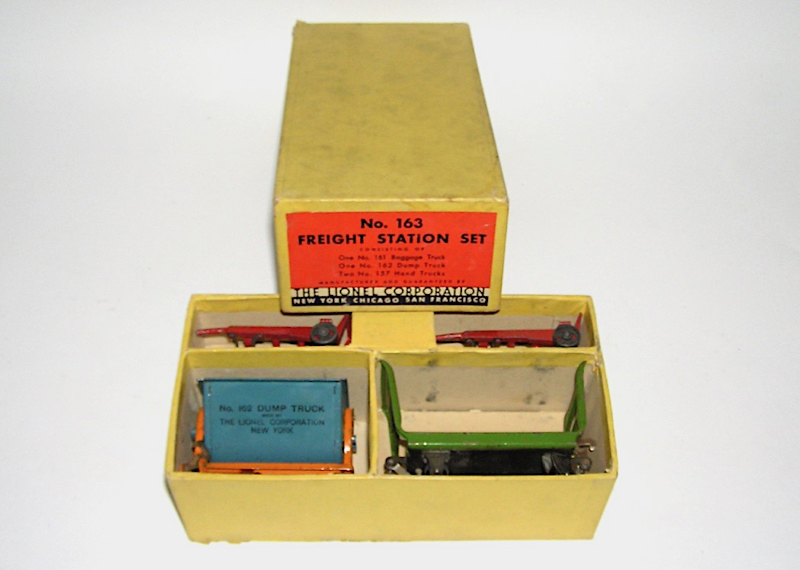 No. 163
FREIGHT STATION SET
CONSISTING OF
One No. 161 Baggage Truck
One No. 162 Dump Truck
Two No. 157 Hand Trucks
MANUFACTURED AND GUARANTEED BY
THE LIONEL CORPORATION
NEW YORK CHICAGO SAN FRANCISCO
No. 162 DUMP TRUCK
MADE BY
THE LIONEL CORPORATION
NEW YORK